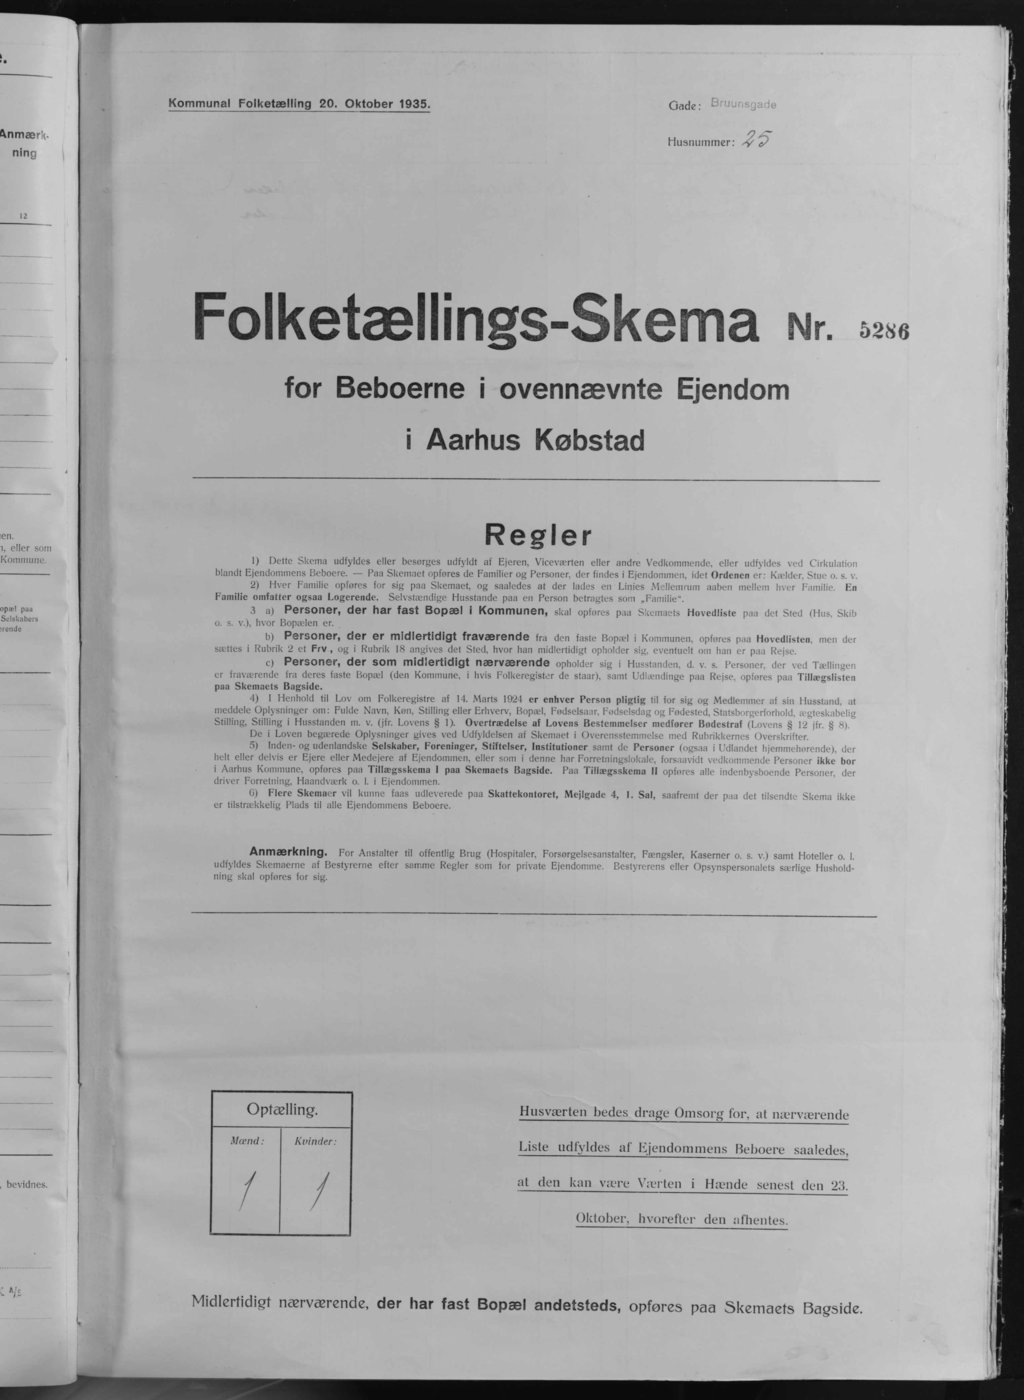 Anmærk-
ning
12
en.
, eller som
Kommune.
opæl paa
Selskabers
erende
, bevidnes.
Kommunal Folketælling 20. Oktober 1935.
Gade: Bruunsgade
Husnummer: 25
Folketællings-Skema Nr. 5286
for Beboerne i ovennævnte Ejendom
i Aarhus Købstad
Regler
1) Dette Skema udfyldes eller besørges udfyldt af Ejeren, Viceværten eller andre Vedkommende, eller udfyldes ved Cirkulation
blandt Ejendommens Beboere. — Paa Skemaet opføres de Familier og Personer, der findes i Ejendommen, idet Ordenen er: Kælder, Stue o. s. v.
2) Hver Familie opføres for sig paa Skemaet, og saaledes at der lades en Linies Mellemrum aaben mellem hver Familie. En
Familie omfatter ogsaa Logerende. Selvstændige Husstande paa en Person betragtes som „Familie“.
3 a) Personer, der har fast Bopæl i Kommunen, skal opføres paa Skemaets Hovedliste paa det Sted (Hus, Skib
o. s. v.), hvor Bopælen er.
b) Personer, der er midlertidigt fraværende fra den faste Bopæl i Kommunen, opføres paa Hovedlisten, men der
sættes i Rubrik 2 et Frv., og i Rubrik 18 angives det Sted, hvor han midlertidigt opholder sig, eventuelt om han er paa Rejse.
c) Personer, der som midlertidigt nærværende opholder sig i Husstanden, d. v. s. Personer, der ved Tællingen
er fraværende fra deres faste Bopæl (den Kommune, i hvis Folkeregister de staar), samt Udlændinge paa Rejse, opføres paa Tillægslisten
paa Skemaets Bagside.
4) I Henhold til Lov om Folkeregistre af 14. Marts 1924 er enhver Person pligtig til for sig og Medlemmer af sin Husstand, at
meddele Oplysninger om: Fulde Navn, Køn, Stilling eller Erhverv, Bopæl, Fødselsaar, Fødselsdag og Fødested, Statsborgerforhold, ægteskabelig
Stilling, Stilling i Husstanden m. v. (jfr. Lovens § 1). Overtrædelse af Lovens Bestemmelser medfører Bødestraf (Lovens § 12 jfr. § 8).
De i Loven begærede Oplysninger gives ved Udfyldelsen af Skemaet i Overensstemmelse med Rubrikkernes Overskrifter.
5) Inden- og udenlandske Selskaber, Foreninger, Stiftelser, Institutioner samt de Personer (ogsaa i Udlandet hjemmehørende), der
helt eller delvis er Ejere eller Medejere af Ejendommen, eller som i denne har Forretningslokale, forsaavidt vedkommende Personer ikke bor
i Aarhus Kommune, opføres paa Tillægsskema I paa Skemaets Bagside. Paa Tillægsskema II opføres alle indenbysboende Personer, der
driver Forretning, Haandværk o. l. i Ejendommen.
6) Flere Skemaer vil kunne faas udleverede paa Skattekontoret, Mejlgade 4, 1. Sal, saafremt der paa det tilsendte Skema ikke
er tilstrækkelig Plads til alle Ejendommens Beboere.
Anmærkning. For Anstalter til offentlig Brug (Hospitaler, Forsørgelsesanstalter, Fængsler, Kaserner o. s. v.) samt Hoteller o. l.
udfyldes Skemaerne af Bestyrerne efter samme Regler som for private Ejendomme. Bestyrerens eller Opsynspersonalets særlige Hushold-
ning skal opføres for sig.
Optælling.
Mænd: Kvinder:
1 1
Husværten bedes drage Omsorg for, at nærværende
Liste udfyldes af Ejendommens Beboere saaledes,
at den kan være Værten i Hænde senest den 23.
Oktober, hvorefter den afhentes.
Midlertidigt nærværende, der har fast Bopæl andetsteds, opføres paa Skemaets Bagside.